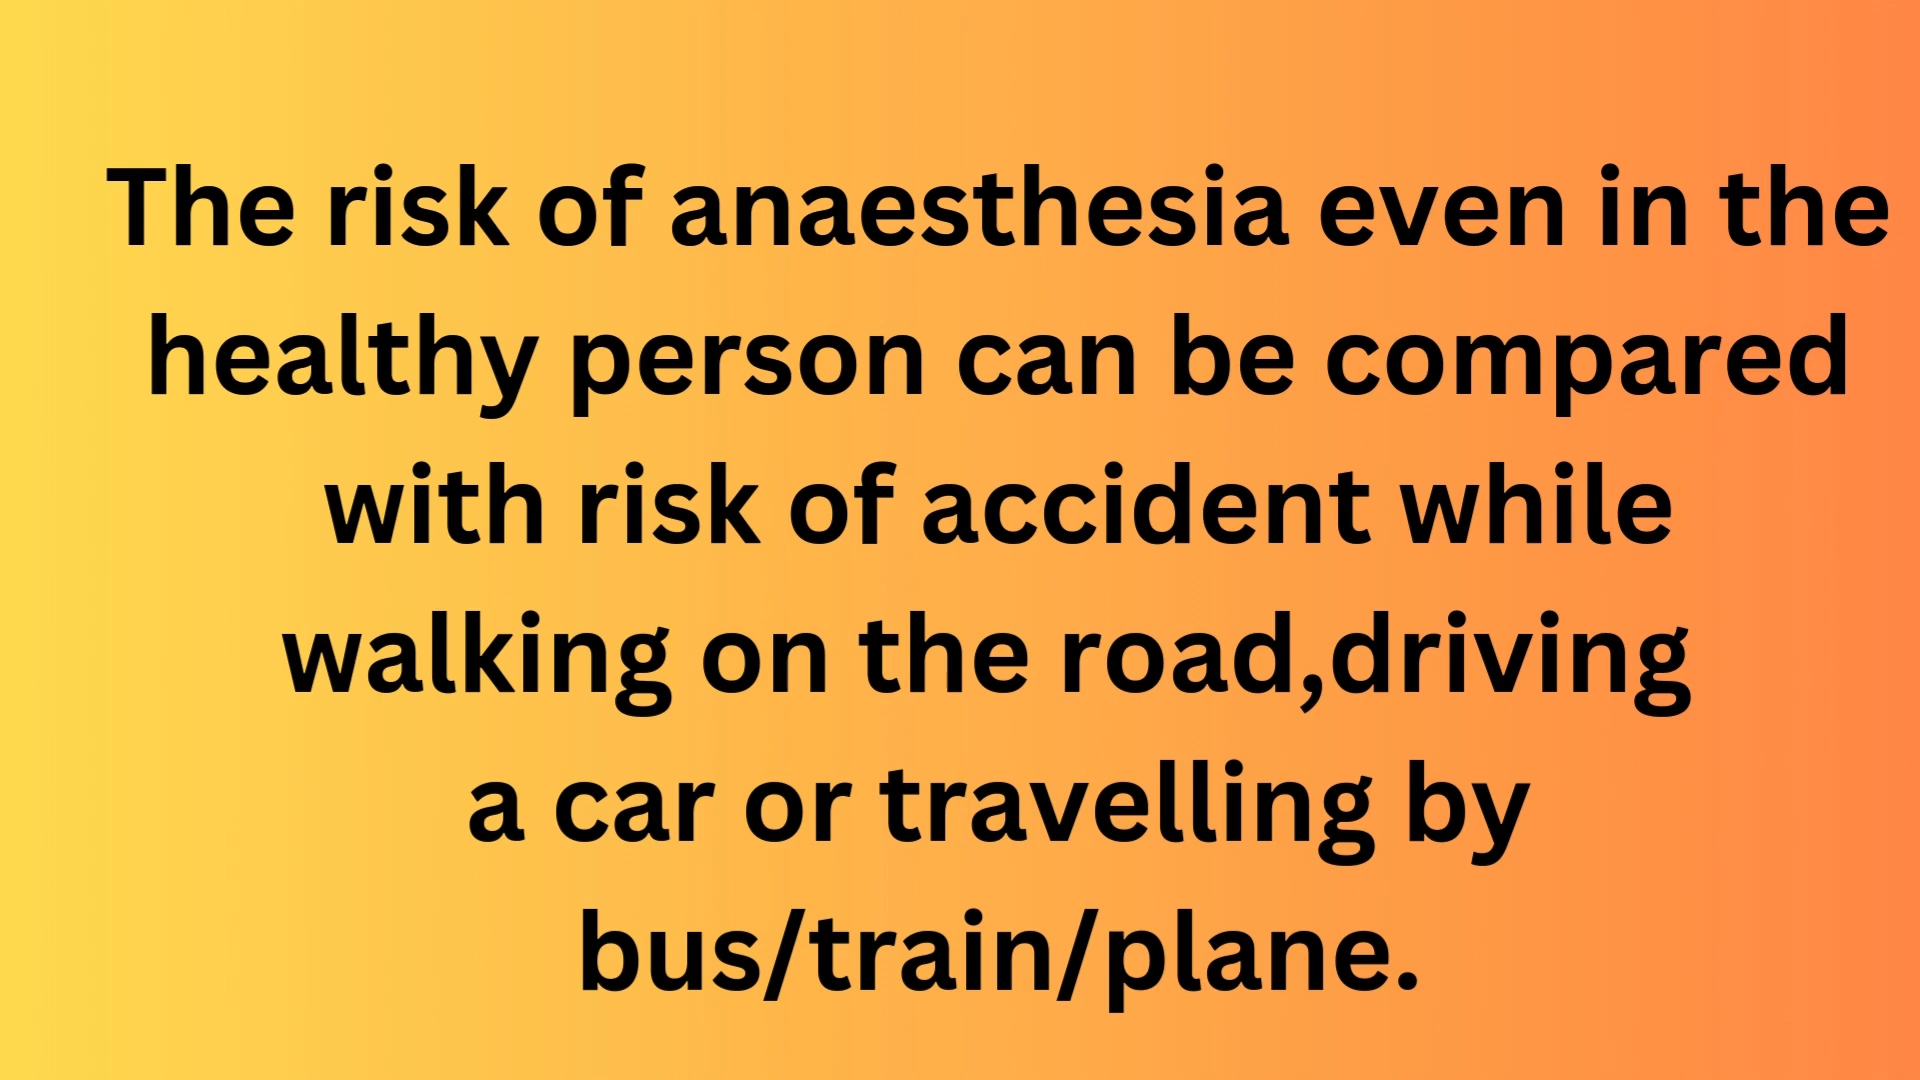 The risk of anaesthesia even in the
healthy person can be compared
with risk of accident while
walking on the road,driving
a car or travelling by
bus/train/plane.